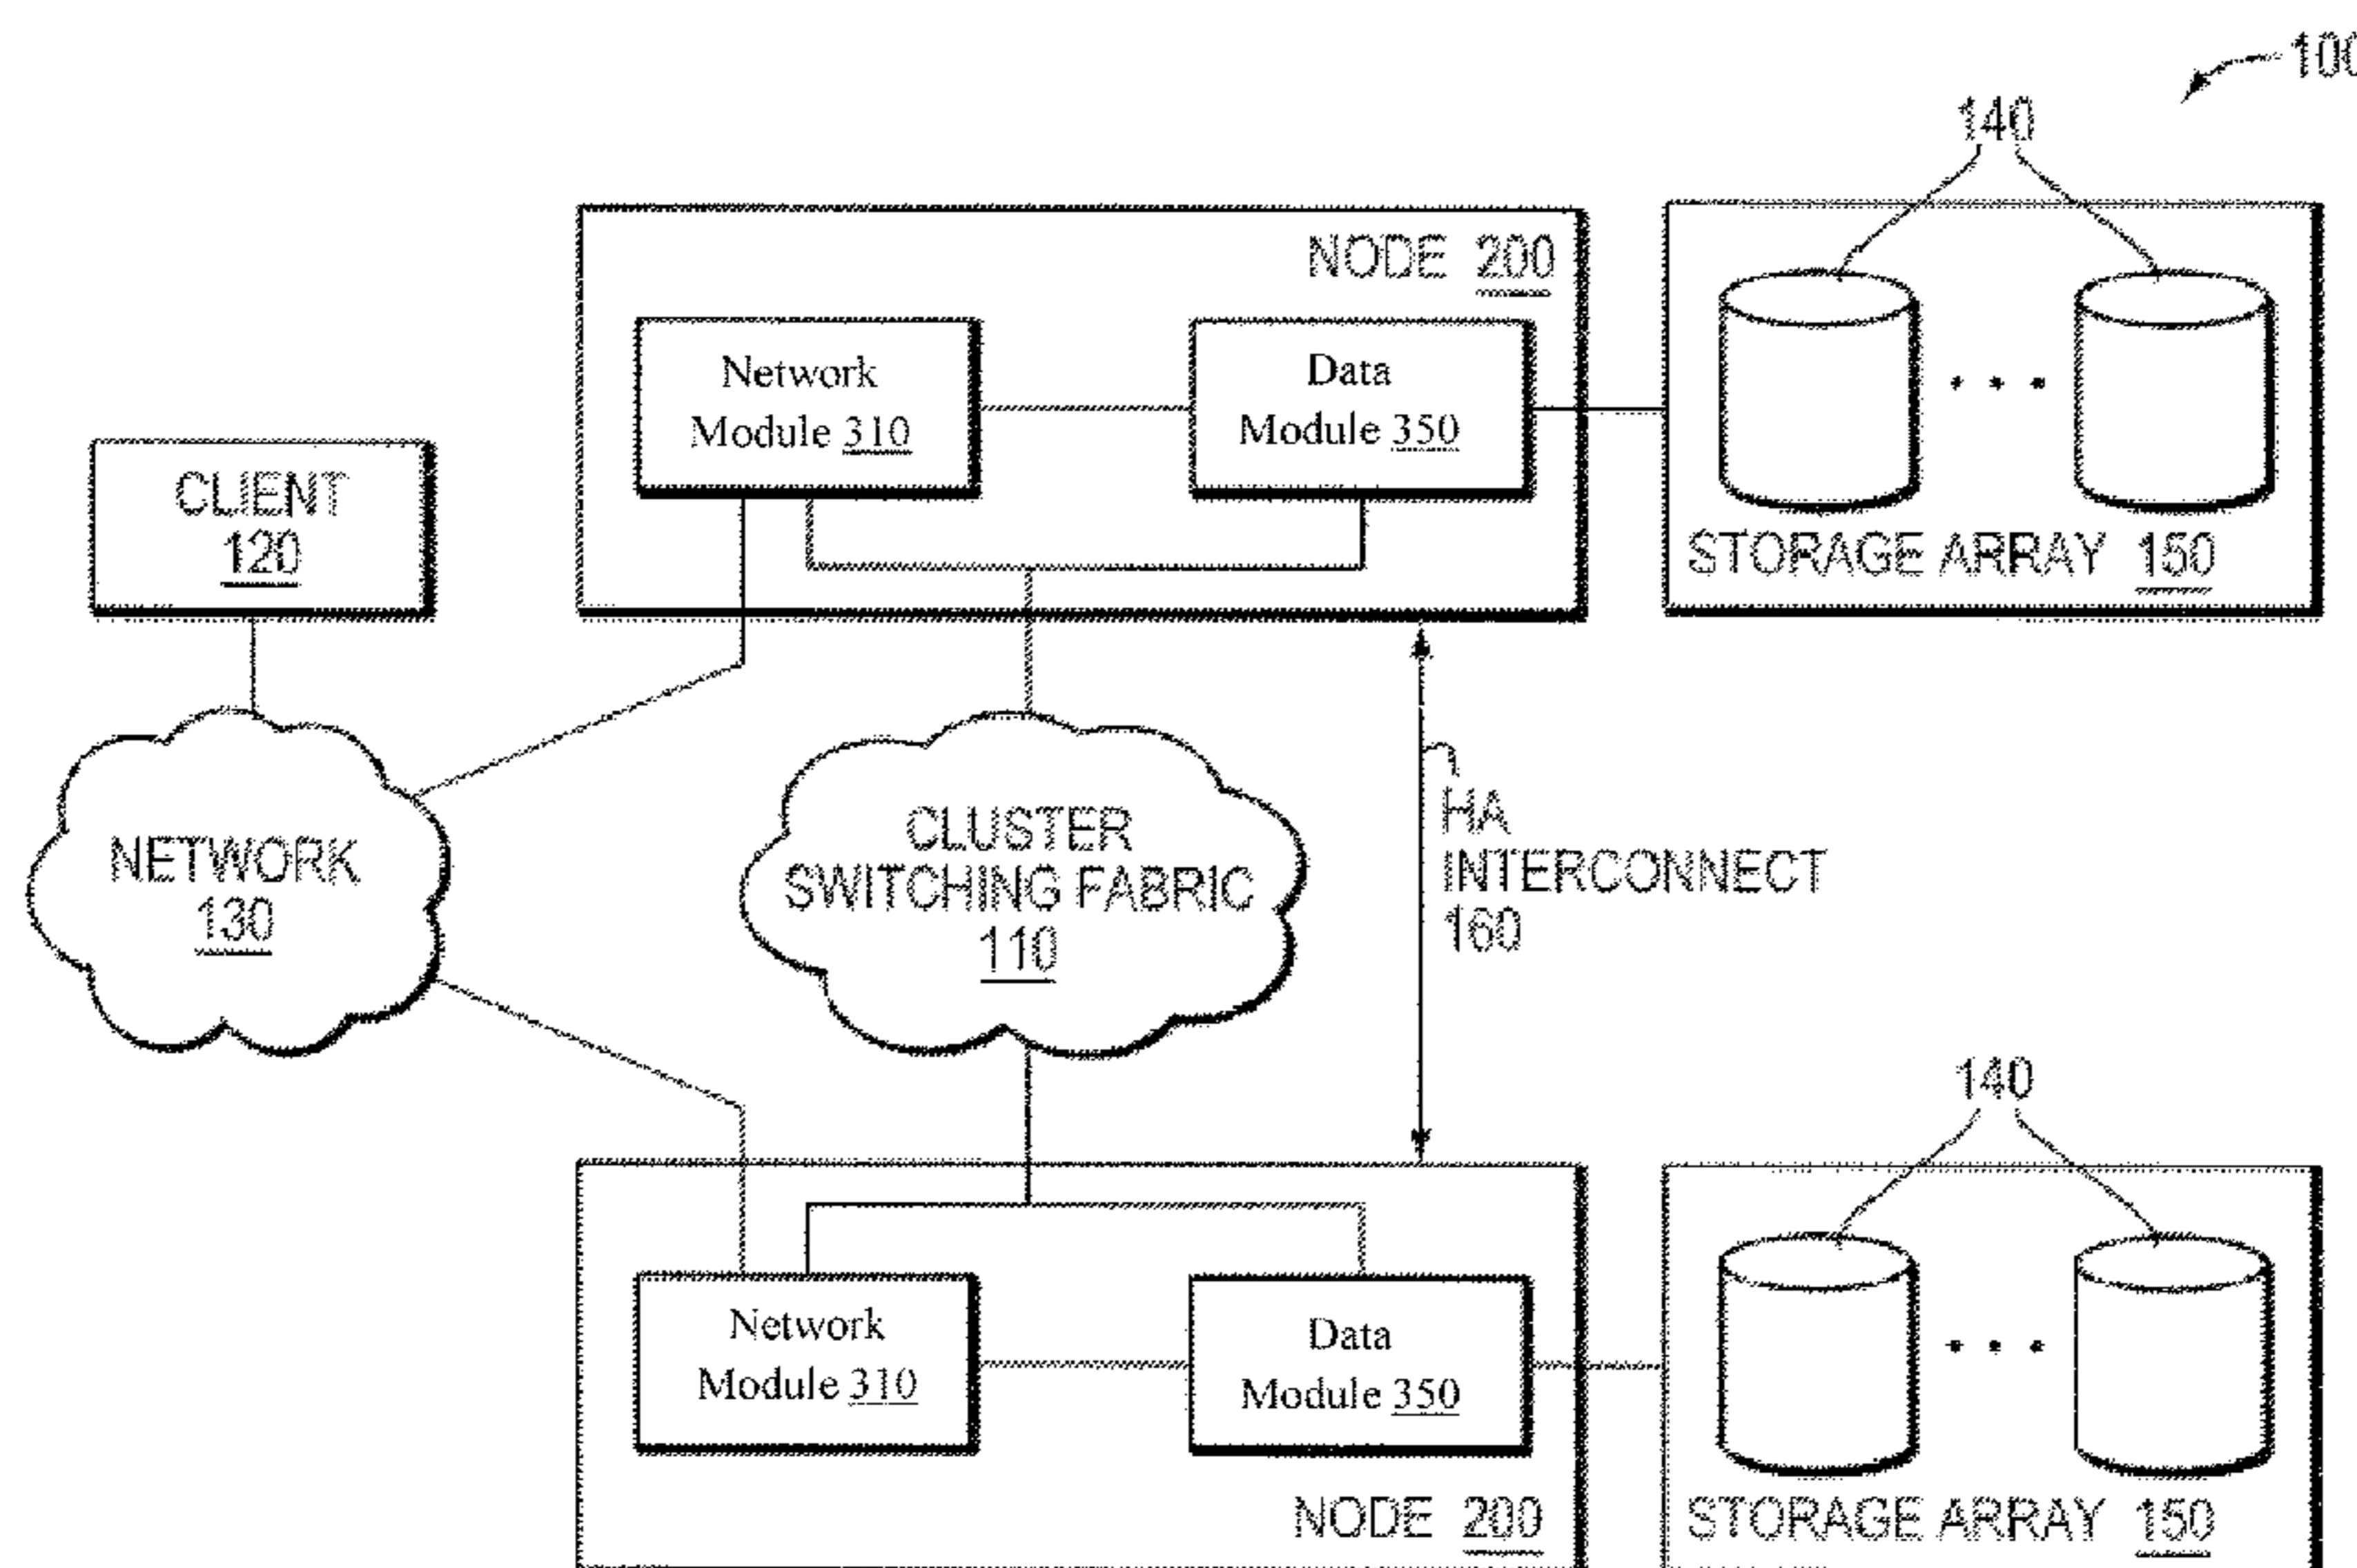 100
140
NODE 200
Network
Module 310
Data
Module 350
CLIENT
120
STORAGE ARRAY 150
NETWORK
130
CLUSTER
SWITCHING FABRIC
110
HA
INTERCONNECT
160
140
Network
Module 310
Data
Module 350
NODE 200
STORAGE ARRAY 150